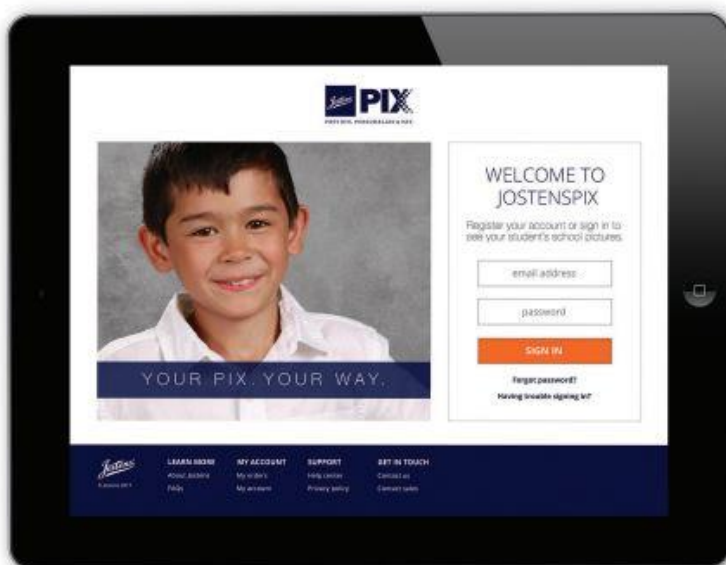 Jostens PIX
WELCOME TO
JOSTENSPIX
Register your account or sign in to
see your student's school pictures
email address
password
SIGN IN
Forgot password?
Having trouble signing in?
YOUR PIX. YOUR WAY.
Jostens
LEARN MORE
About Jostens
FAQs
MY ACCOUNT
My orders
My account
SUPPORT
Help center
Privacy policy
GET IN TOUCH
Contact us
Contact sales